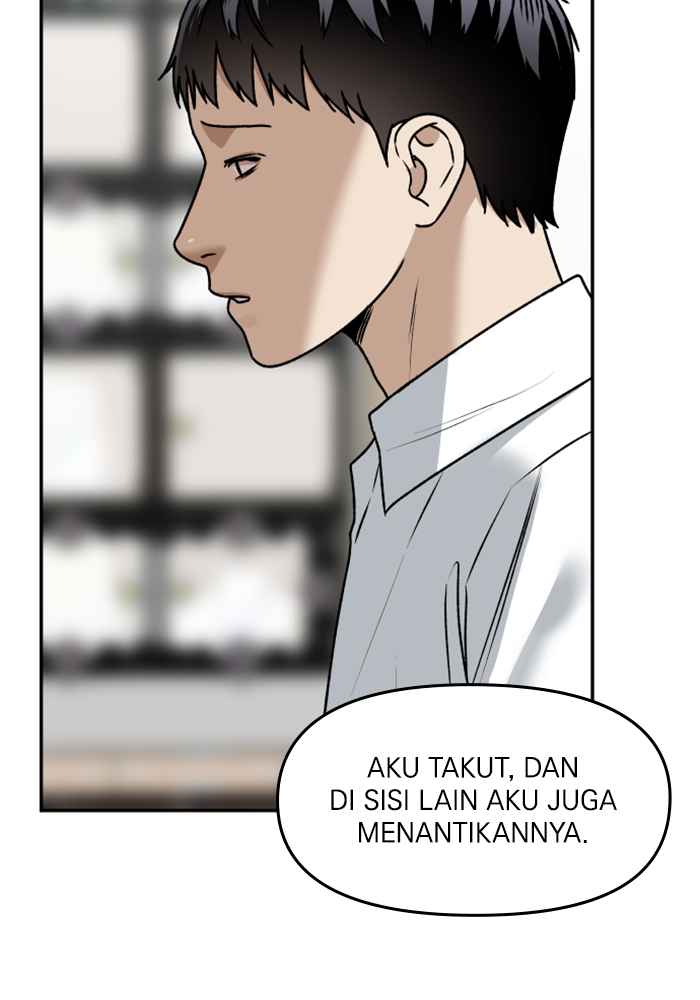 AKU TAKUT, DAN
DI SISI LAIN AKU JUGA
MENANTIKANNYA.